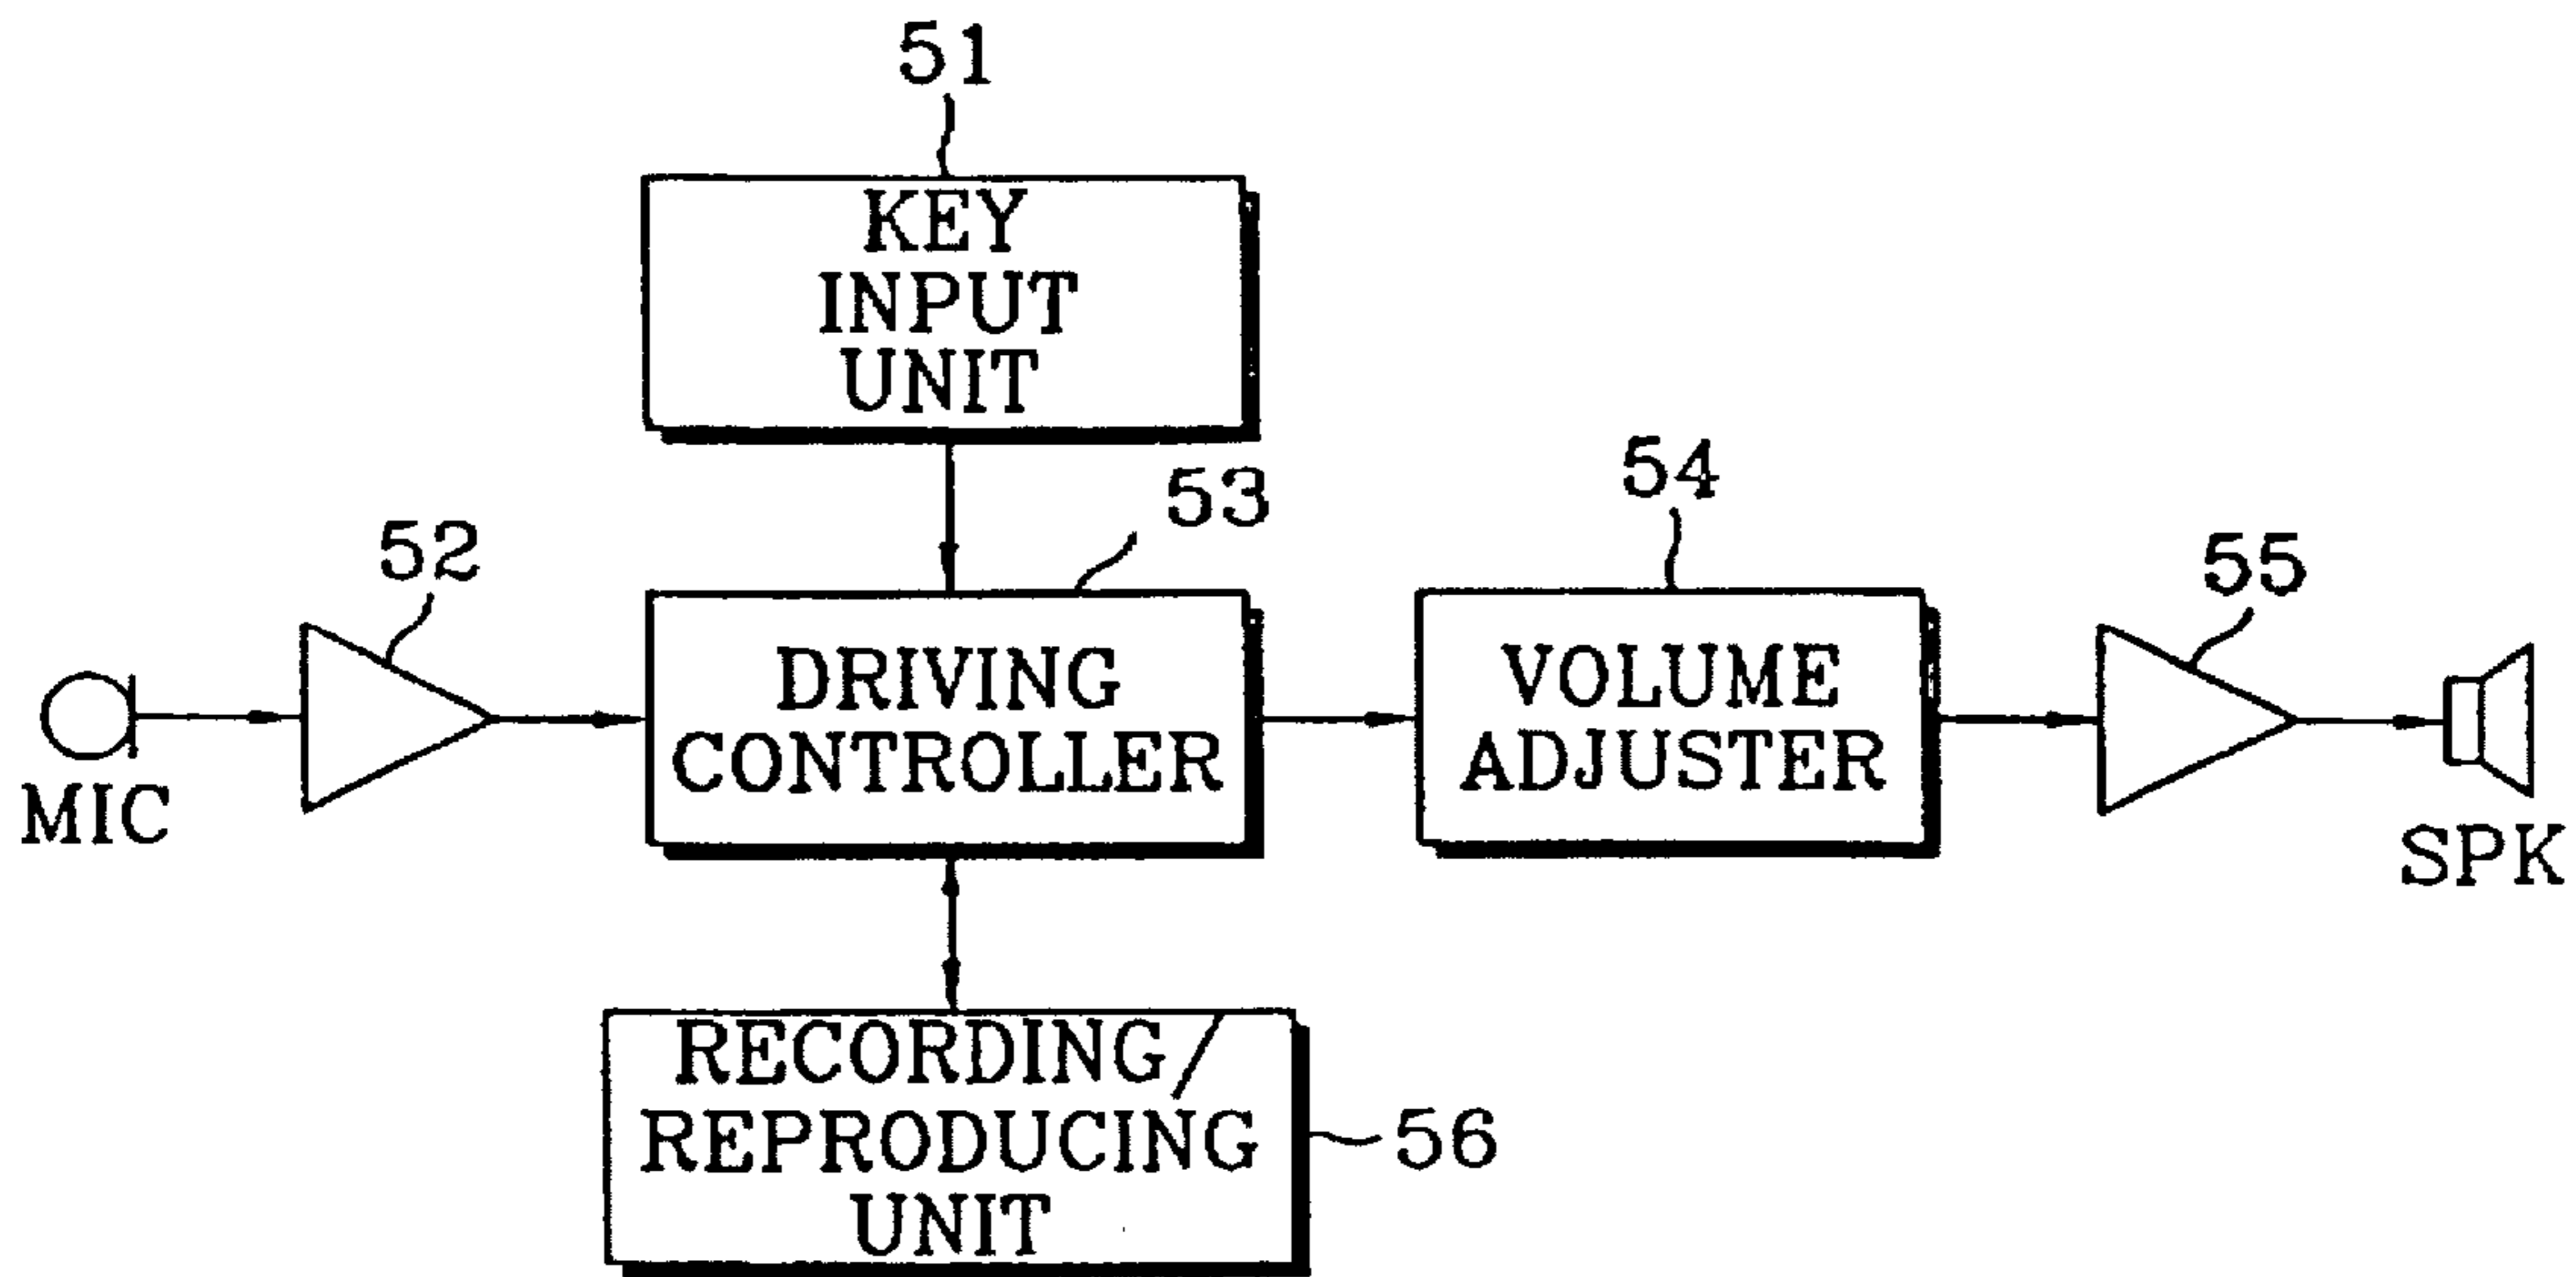 51
KEY
INPUT
UNIT
52
53
54
55
MIC
DRIVING
CONTROLLER
VOLUME
ADJUSTER
SPK
RECORDING/
REPRODUCING
UNIT
56